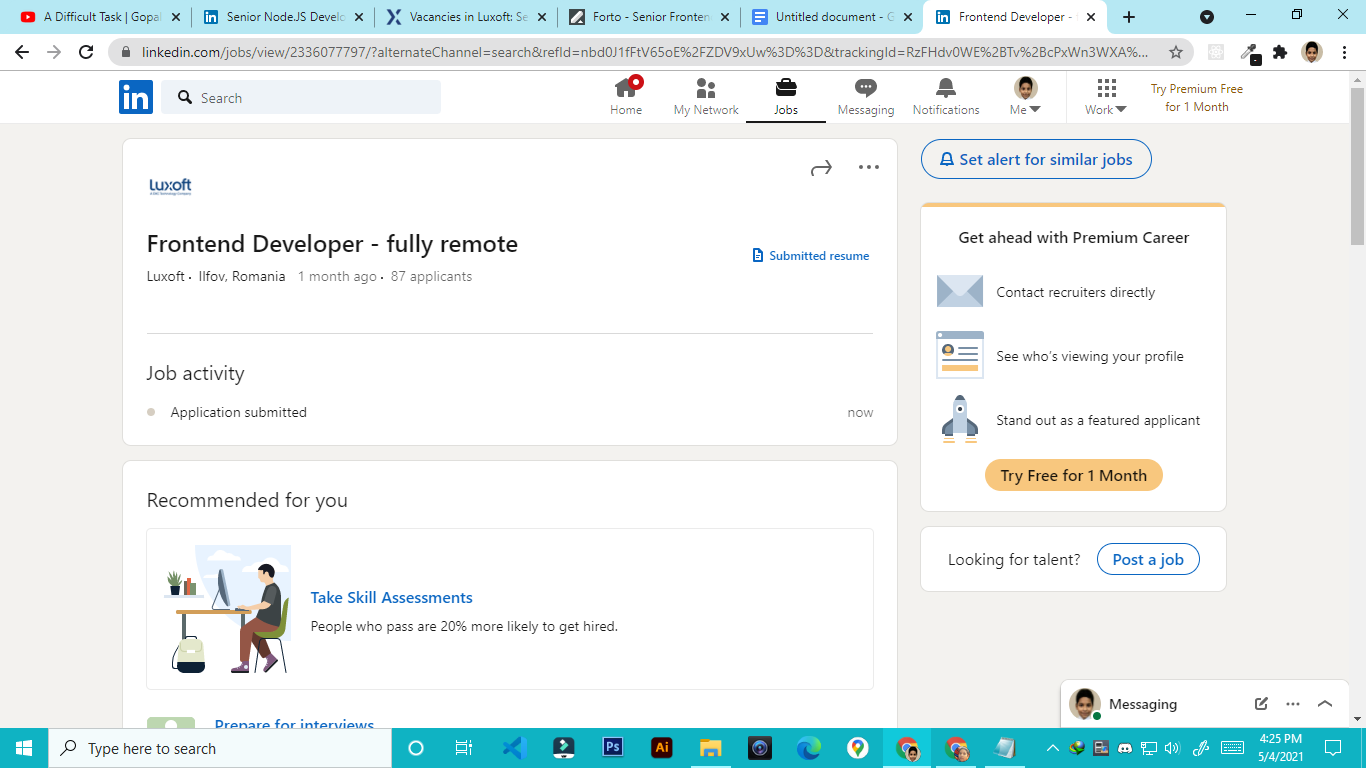 A Difficult Task | Gopal
Senior NodeJS Develo
Vacancies in Luxoft: Se
Forto - Senior Fronten
Untitled document - G
Frontend Developer -
linkedin.com/jobs/view/2336077797/?alternateChannel=search&refId=nbd0J1fFtV65oE%2FZDV9xUw%3D%3D&trackingId=RzFHdv0WE%2BTv%2BcPxWn3WXA%...
in
Search
Home
My Network
Jobs
Messaging
Notifications
Me
Work
Try Premium Free
for 1 Month
Luxoft
Frontend Developer - fully remote
Submitted resume
Luxoft · Ilfov, Romania 1 month ago · 87 applicants
Job activity
Application submitted now
Recommended for you
Take Skill Assessments
People who pass are 20% more likely to get hired.
Prepare for interviews
Set alert for similar jobs
Get ahead with Premium Career
Contact recruiters directly
See who's viewing your profile
Stand out as a featured applicant
Try Free for 1 Month
Looking for talent? Post a job
Messaging
Type here to search
Ps
Ai
4:25 PM
5/4/2021